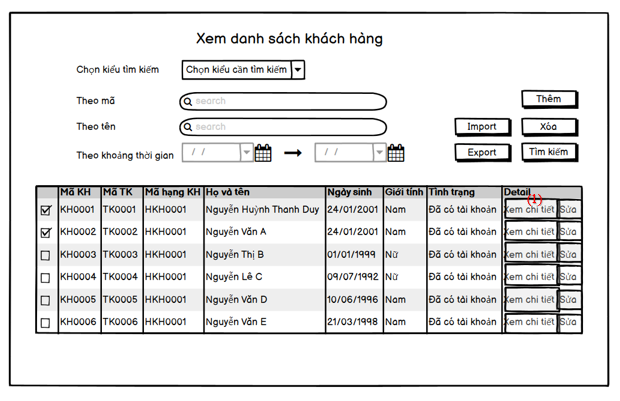 Xem danh sách khách hàng
Chọn kiểu tìm kiếm Chọn kiểu cần tìm kiếm
Theo mã search Thêm
Theo tên search Import Xóa
Theo khoảng thời gian / / / / Export Tìm kiếm
Mã KH Mã TK Mã hạng KH Họ và tên Ngày sinh Giới tính Tình trạng Detail
(1)
KH0001 TK0001 HKH0001 Nguyễn Huỳnh Thanh Duy 24/01/2001 Nam Đã có tài khoản Xem chi tiết Sửa
KH0002 TK0002 HKH0001 Nguyễn Văn A 24/01/2001 Nam Đã có tài khoản Xem chi tiết Sửa
KH0003 TK0003 HKH0001 Nguyễn Thị B 01/01/1999 Nữ Đã có tài khoản Xem chi tiết Sửa
KH0004 TK0004 HKH0001 Nguyễn Lê C 09/07/1992 Nữ Đã có tài khoản Xem chi tiết Sửa
KH0005 TK0005 HKH0001 Nguyễn Văn D 10/06/1996 Nam Đã có tài khoản Xem chi tiết Sửa
KH0006 TK0006 HKH0001 Nguyễn Văn E 21/03/1998 Nam Đã có tài khoản Xem chi tiết Sửa